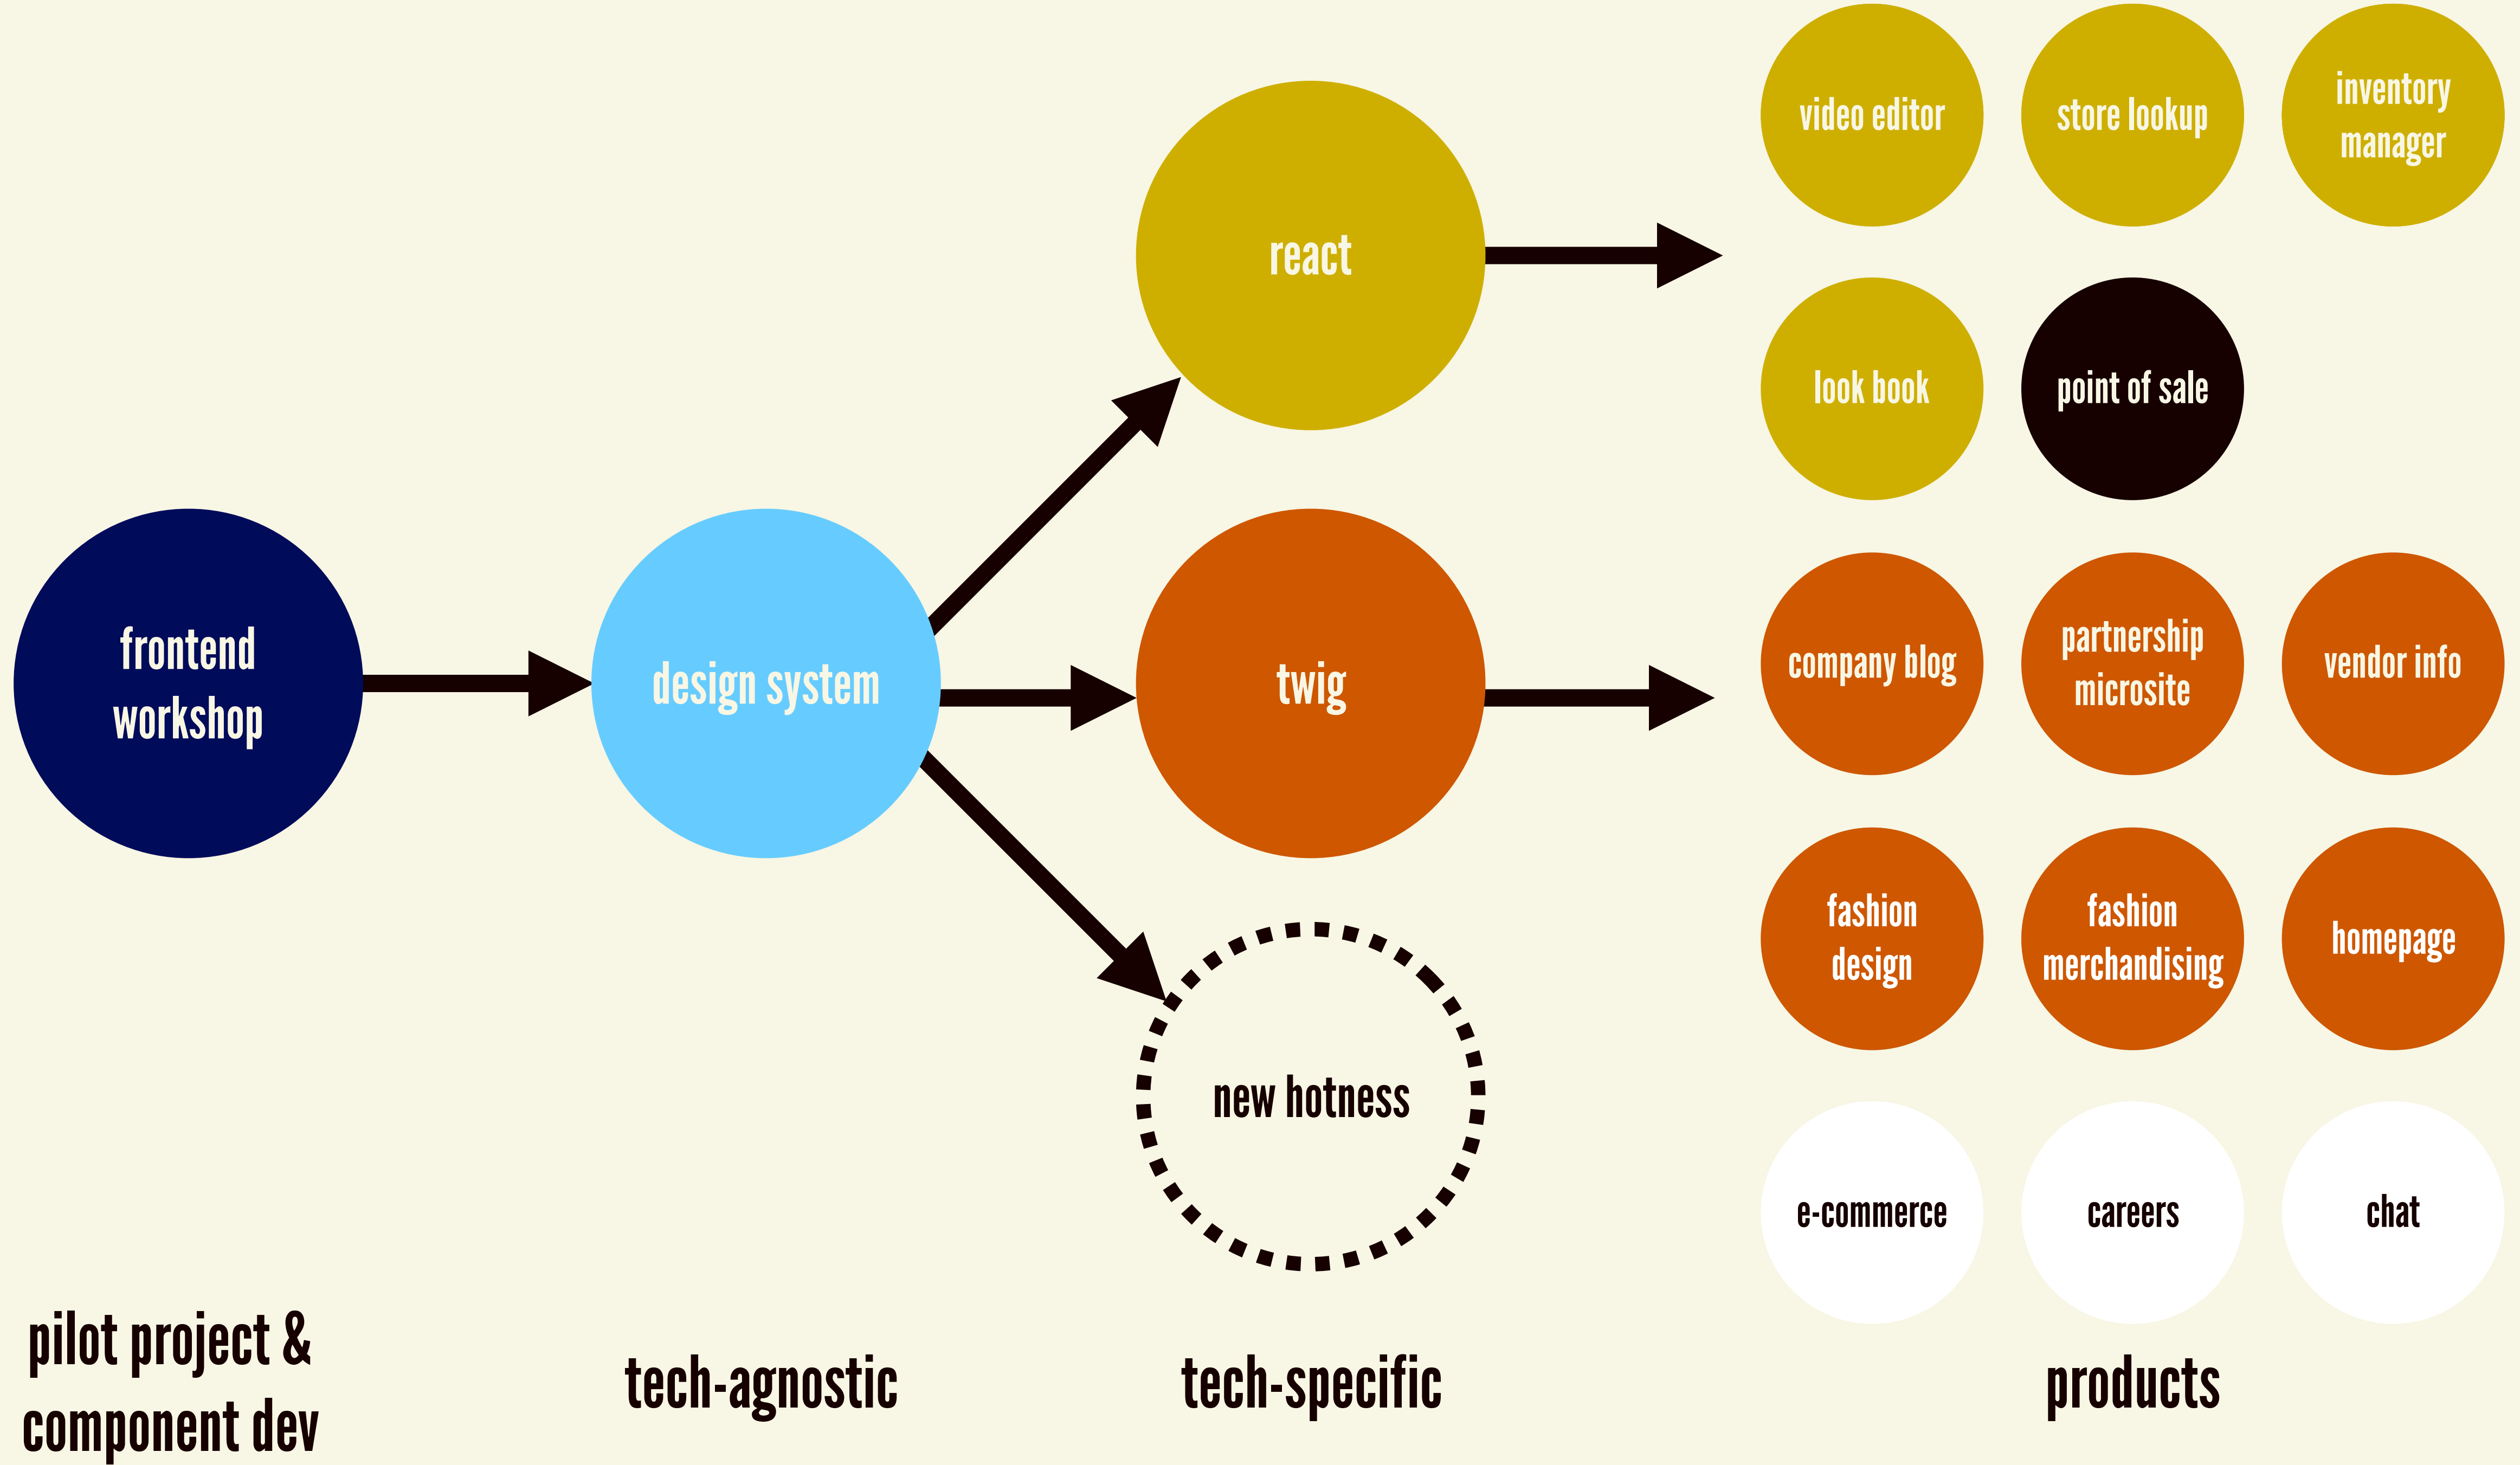 frontend
workshop
design system
react
twig
new hotness
video editor
store lookup
inventory
manager
look book
point of sale
company blog
partnership
microsite
vendor info
fashion
design
fashion
merchandising
homepage
e-commerce
careers
chat
pilot project &
component dev
tech-agnostic
tech-specific
products